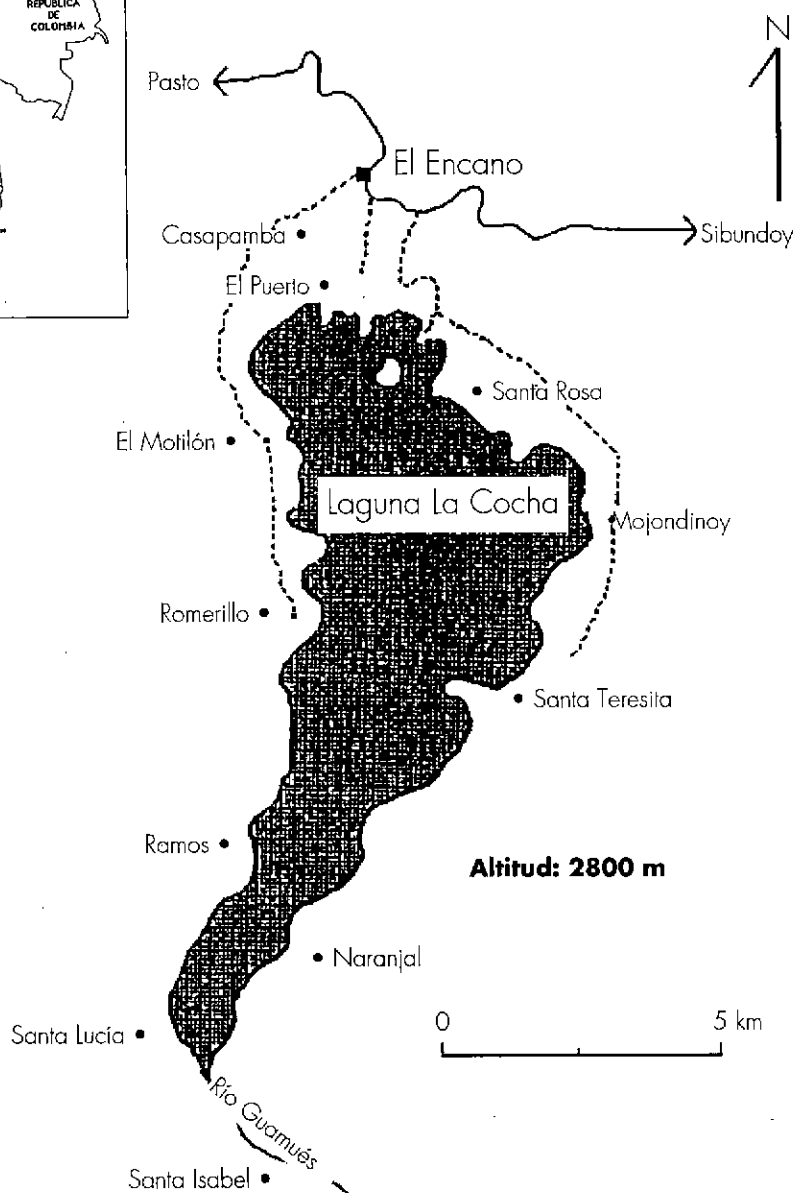 REPUBLICA
DE
COLOMBIA
N
Pasto
El Encano
Casapamba
Sibundoy
El Puerto
Santa Rosa
El Motilón
Laguna La Cocha
Mojondinoy
Romerillo
Santa Teresita
Ramos
Altitud: 2800 m
Naranjal
0 5 km
Santa Lucía
Río Guamués
Santa Isabel